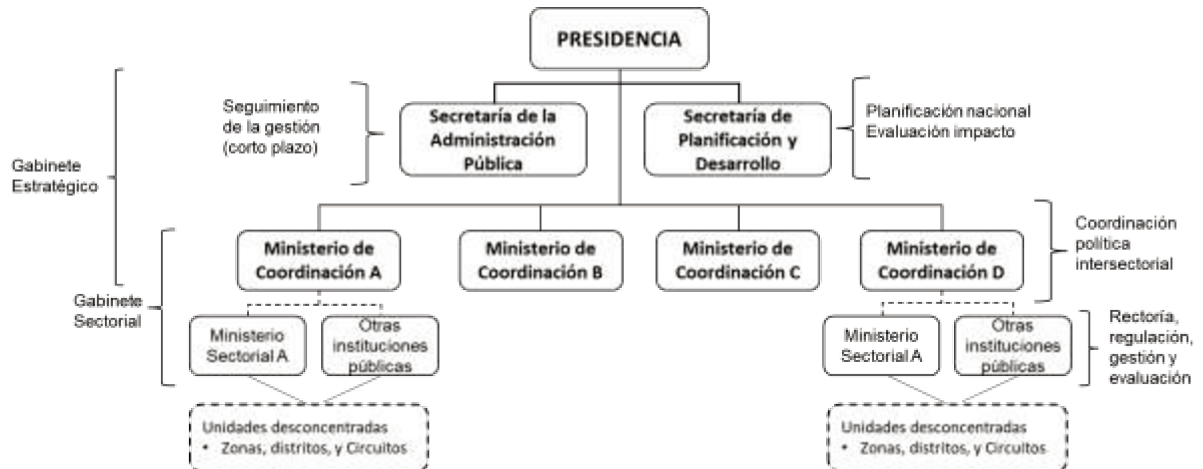 PRESIDENCIA
Seguimiento
de la gestión
(corto plazo)
Secretaría de la
Administración
Pública
Secretaría de
Planificación y
Desarrollo
Planificación nacional
Evaluación impacto
Gabinete
Estratégico
Ministerio de
Coordinación A
Ministerio de
Coordinación B
Ministerio de
Coordinación C
Ministerio de
Coordinación D
Coordinación
política
intersectorial
Gabinete
Sectorial
Ministerio
Sectorial A
Otras
instituciones
públicas
Ministerio
Sectorial A
Otras
instituciones
públicas
Rectoría,
regulación,
gestión y
evaluación
Unidades desconcentradas
• Zonas, distritos, y Circuitos
Unidades desconcentradas
• Zonas, distritos, y Circuitos